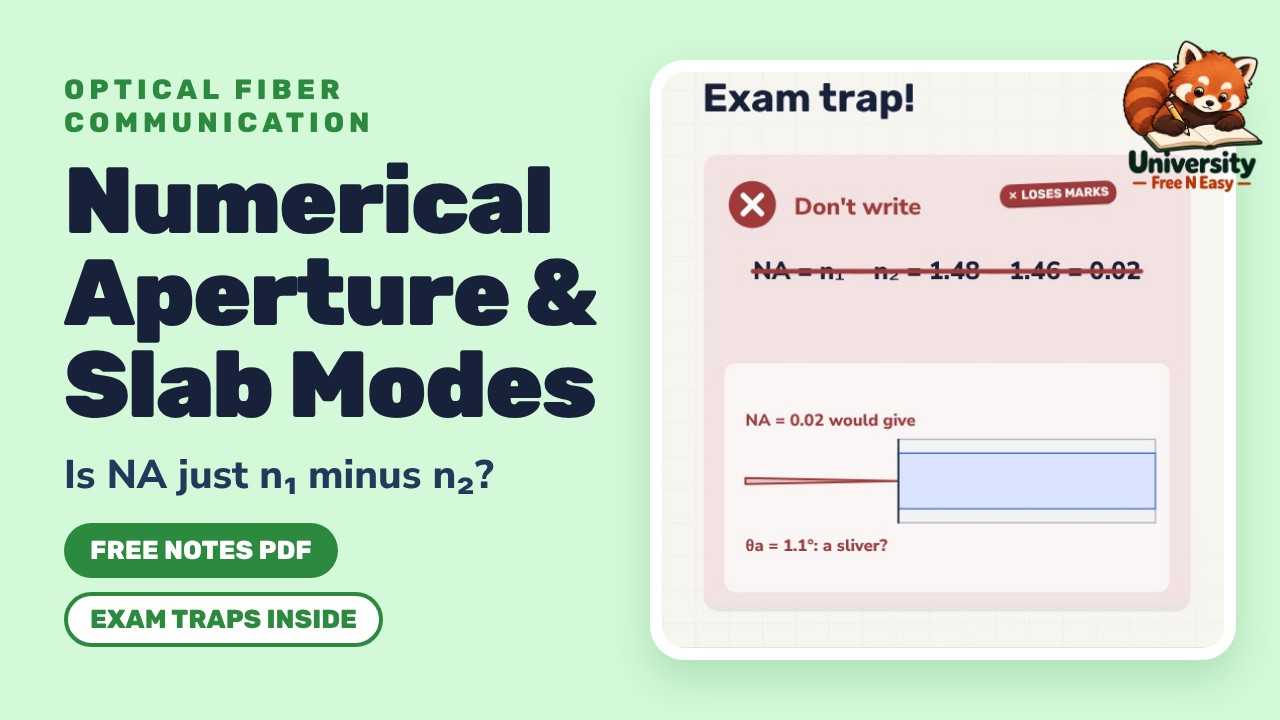 OPTICAL FIBER
COMMUNICATION
Numerical
Aperture &
Slab Modes
Is NA just n₁ minus n₂?
FREE NOTES PDF
EXAM TRAPS INSIDE
Exam trap!
Don't write
× LOSES MARKS
NA = n₁ − n₂ = 1.48 − 1.46 = 0.02
NA = 0.02 would give
θa = 1.1°: a sliver?
University
Free N Easy